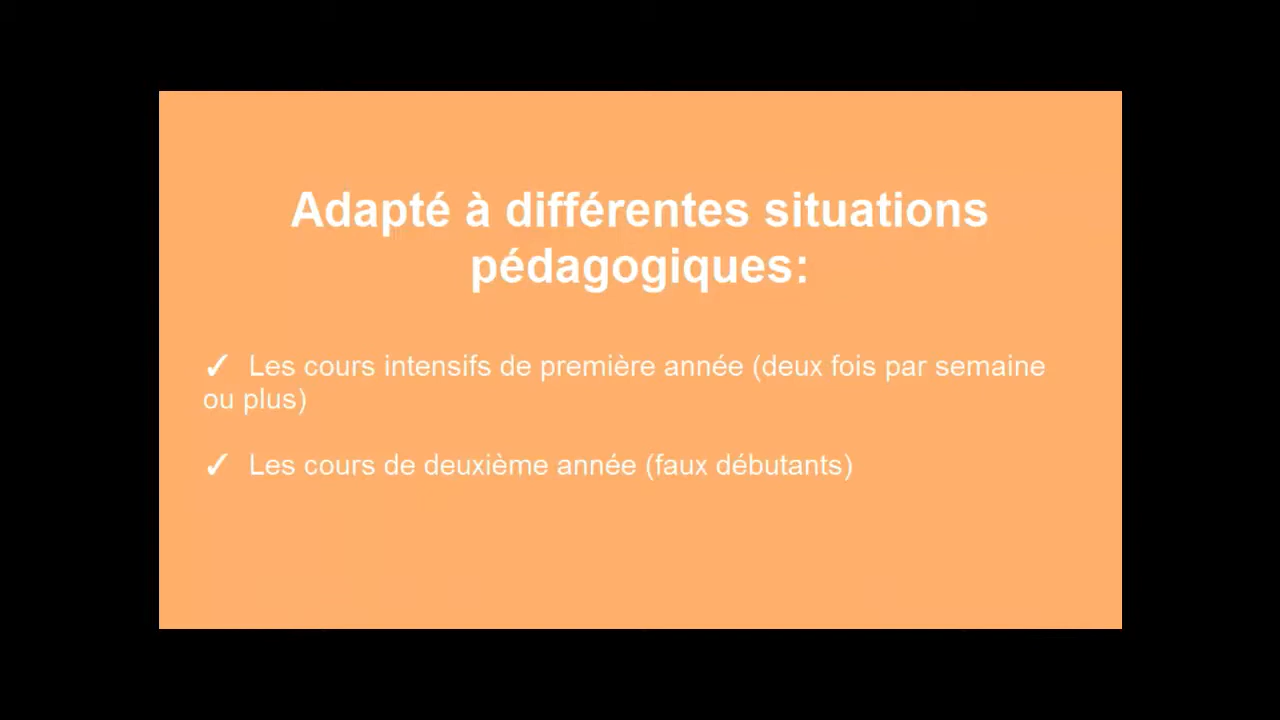 Adapté à différentes situations
pédagogiques:
✓ Les cours intensifs de première année (deux fois par semaine
ou plus)
✓ Les cours de deuxième année (faux débutants)